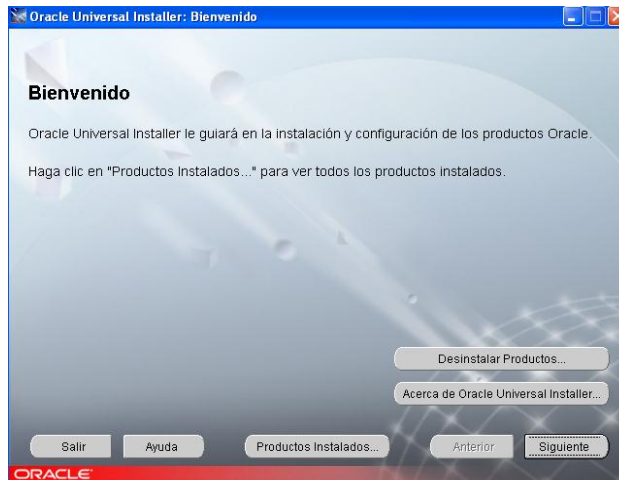 Oracle Universal Installer: Bienvenido
Bienvenido
Oracle Universal Installer le guiará en la instalación y configuración de los productos Oracle.
Haga clic en "Productos Instalados..." para ver todos los productos instalados.
Desinstalar Productos...
Acerca de Oracle Universal Installer...
Salir Ayuda Productos Instalados... Anterior Siguiente
ORACLE